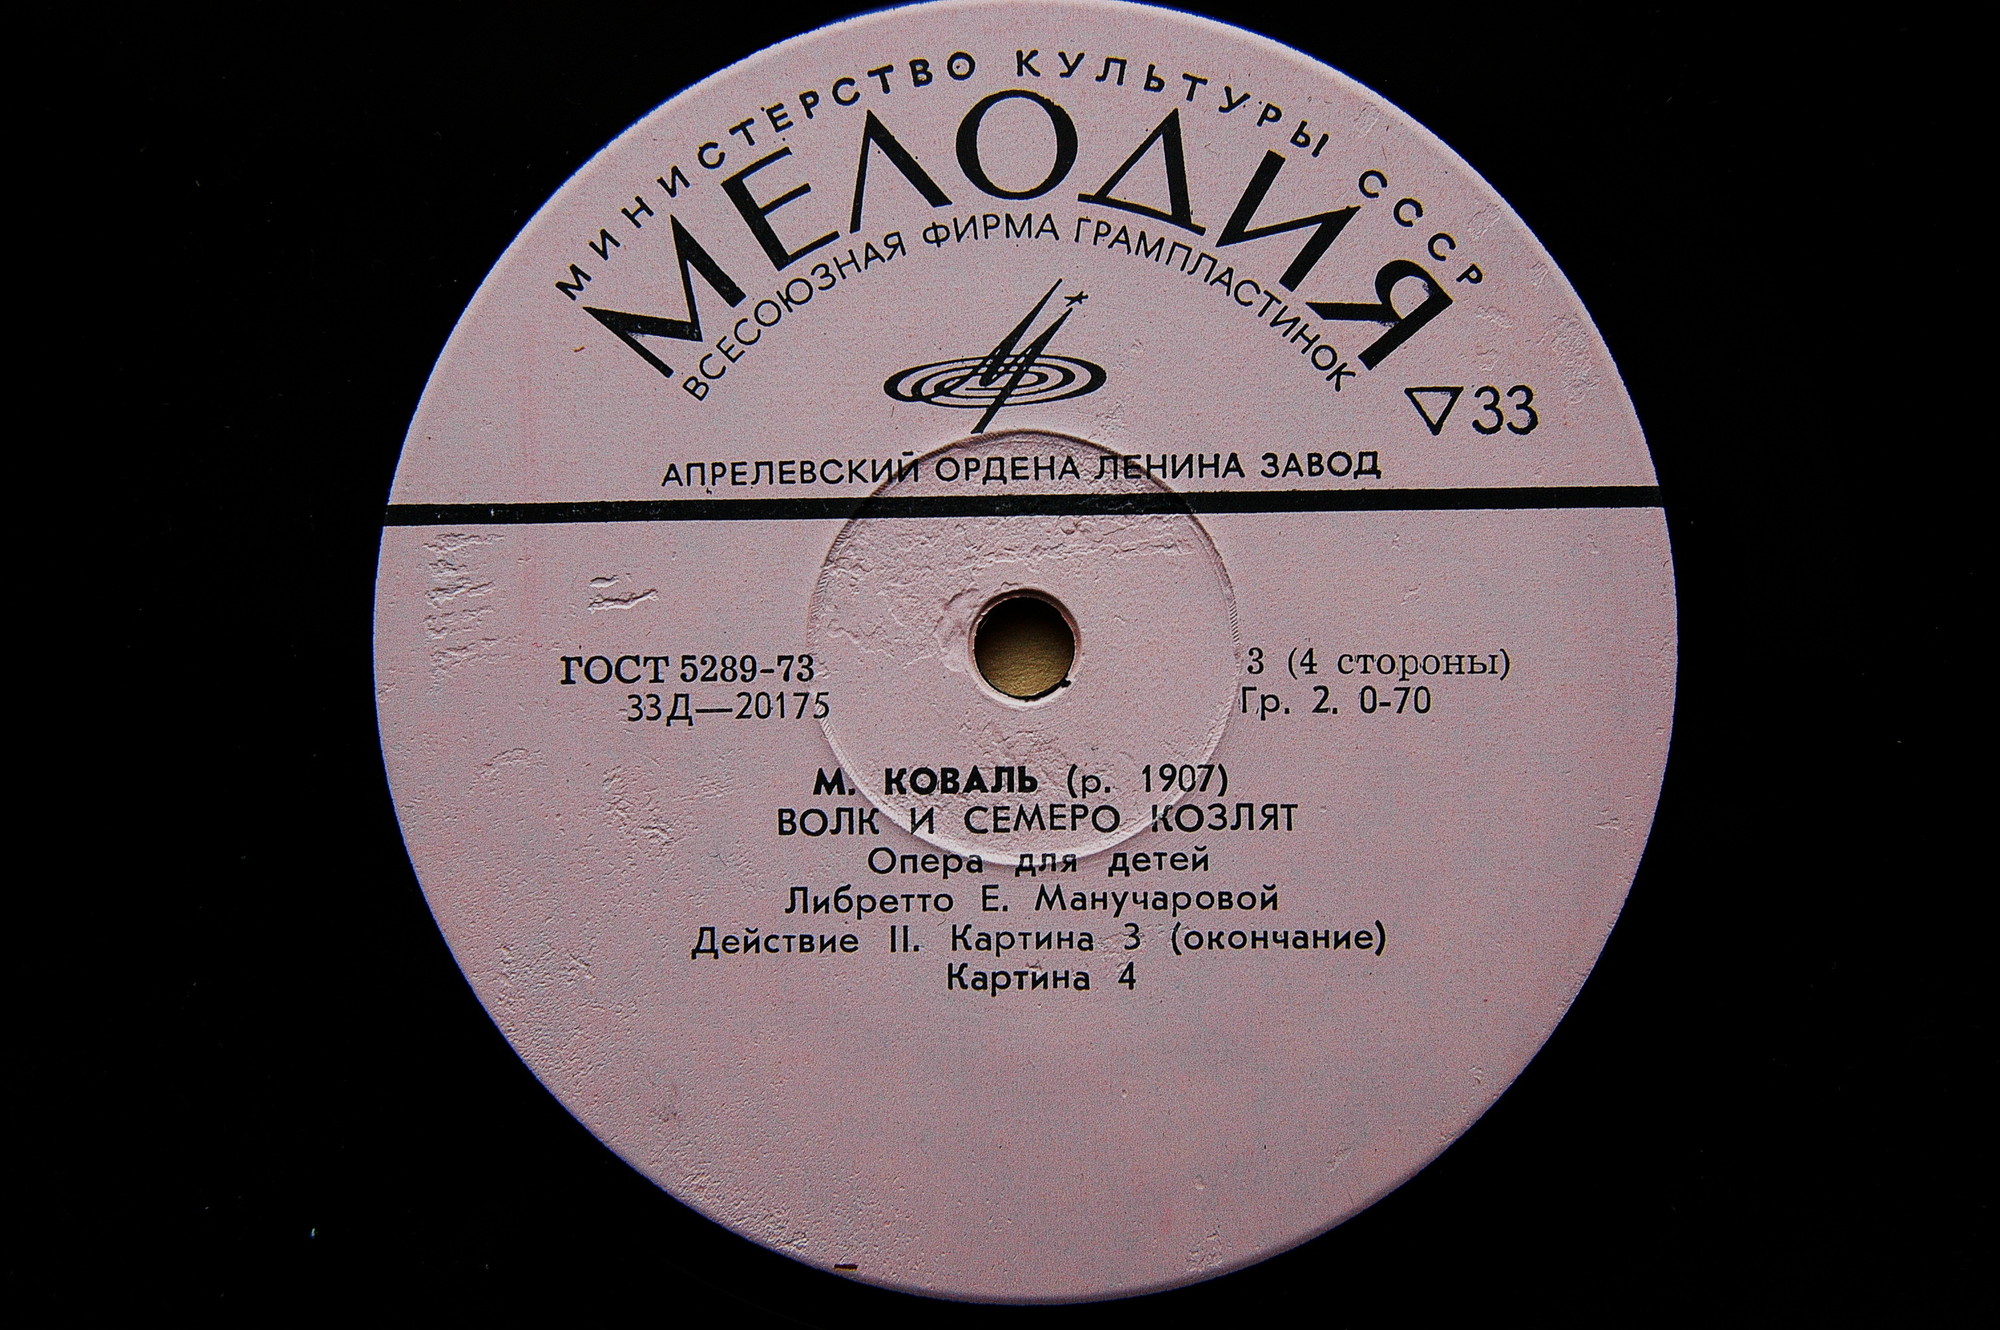 МИНИСТЕРСТВО КУЛЬТУРЫ СССР
МЕЛОДИЯ
ВСЕСОЮЗНАЯ ФИРМА ГРАМПЛАСТИНОК
33
АПРЕЛЕВСКИЙ ОРДЕНА ЛЕНИНА ЗАВОД
ГОСТ 5289-73
33Д—20175
3 (4 стороны)
Гр. 2. 0-70
М. КОВАЛЬ (р. 1907)
ВОЛК И СЕМЕРО КОЗЛЯТ
Опера для детей
Либретто Е. Манучаровой
Действие II. Картина 3 (окончание)
Картина 4